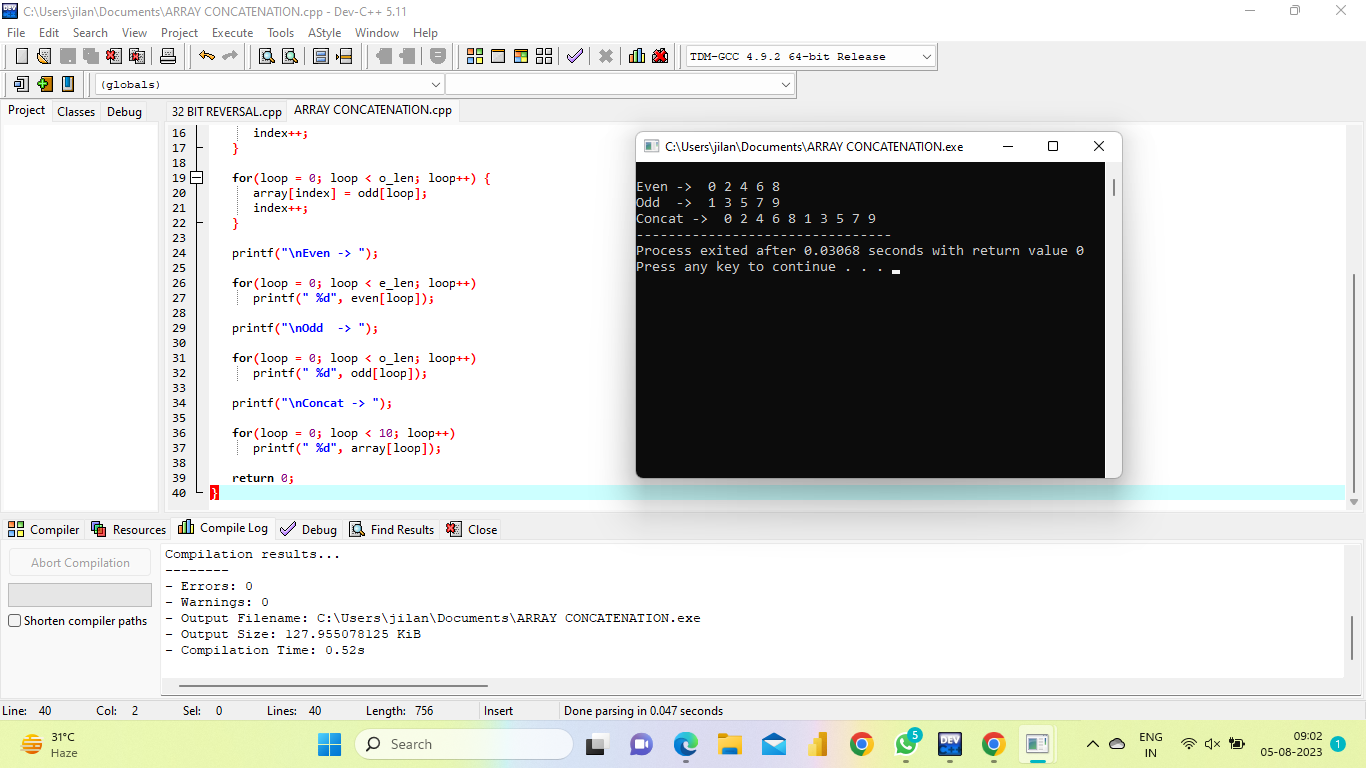 C:\Users\jilan\Documents\ARRAY CONCATENATION.cpp - Dev-C++ 5.11
File Edit Search View Project Execute Tools AStyle Window Help
TDM-GCC 4.9.2 64-bit Release
(globals)
Project Classes Debug
32 BIT REVERSAL.cpp ARRAY CONCATENATION.cpp
16 index++;
17 }
18
19 for(loop = 0; loop < o_len; loop++) {
20 array[index] = odd[loop];
21 index++;
22 }
23
24 printf("\nEven -> ");
25
26 for(loop = 0; loop < e_len; loop++)
27 printf(" %d", even[loop]);
28
29 printf("\nOdd  -> ");
30
31 for(loop = 0; loop < o_len; loop++)
32 printf(" %d", odd[loop]);
33
34 printf("\nConcat -> ");
35
36 for(loop = 0; loop < 10; loop++)
37 printf(" %d", array[loop]);
38
39 return 0;
40 }
C:\Users\jilan\Documents\ARRAY CONCATENATION.exe
Even ->  0 2 4 6 8
Odd  ->  1 3 5 7 9
Concat ->  0 2 4 6 8 1 3 5 7 9
--------------------------------
Process exited after 0.03068 seconds with return value 0
Press any key to continue . . .
Compiler Resources Compile Log Debug Find Results Close
Abort Compilation
Shorten compiler paths
Compilation results...
--------
- Errors: 0
- Warnings: 0
- Output Filename: C:\Users\jilan\Documents\ARRAY CONCATENATION.exe
- Output Size: 127.955078125 KiB
- Compilation Time: 0.52s
Line: 40 Col: 2 Sel: 0 Lines: 40 Length: 756 Insert Done parsing in 0.047 seconds
31°C
Haze
Search
5
DEV
ENG
IN
09:02
05-08-2023
1